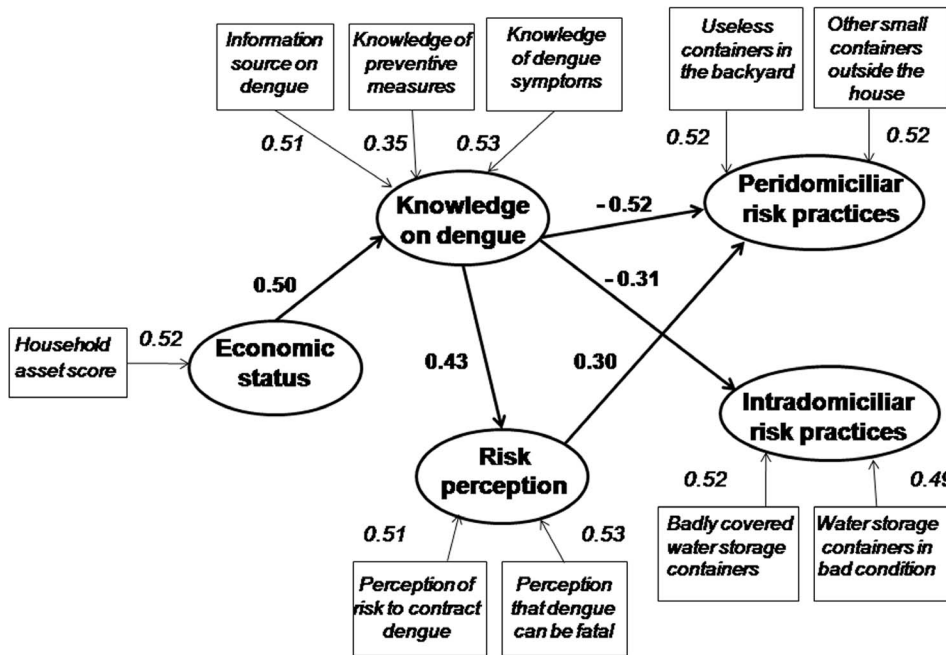 Information
source on
dengue
Knowledge of
preventive
measures
Knowledge
of dengue
symptoms
Useless
containers in
the backyard
Other small
containers
outside the
house
0.51
0.35
0.53
0.52
0.52
Knowledge
on dengue
- 0.52
Peridomiciliar
risk practices
0.50
- 0.31
Household
asset score
0.52
Economic
status
0.43
0.30
Intradomiciliar
risk practices
Risk
perception
0.51
0.53
0.52
0.49
Badly covered
water storage
containers
Water storage
containers in
bad condition
Perception of
risk to contract
dengue
Perception
that dengue
can be fatal